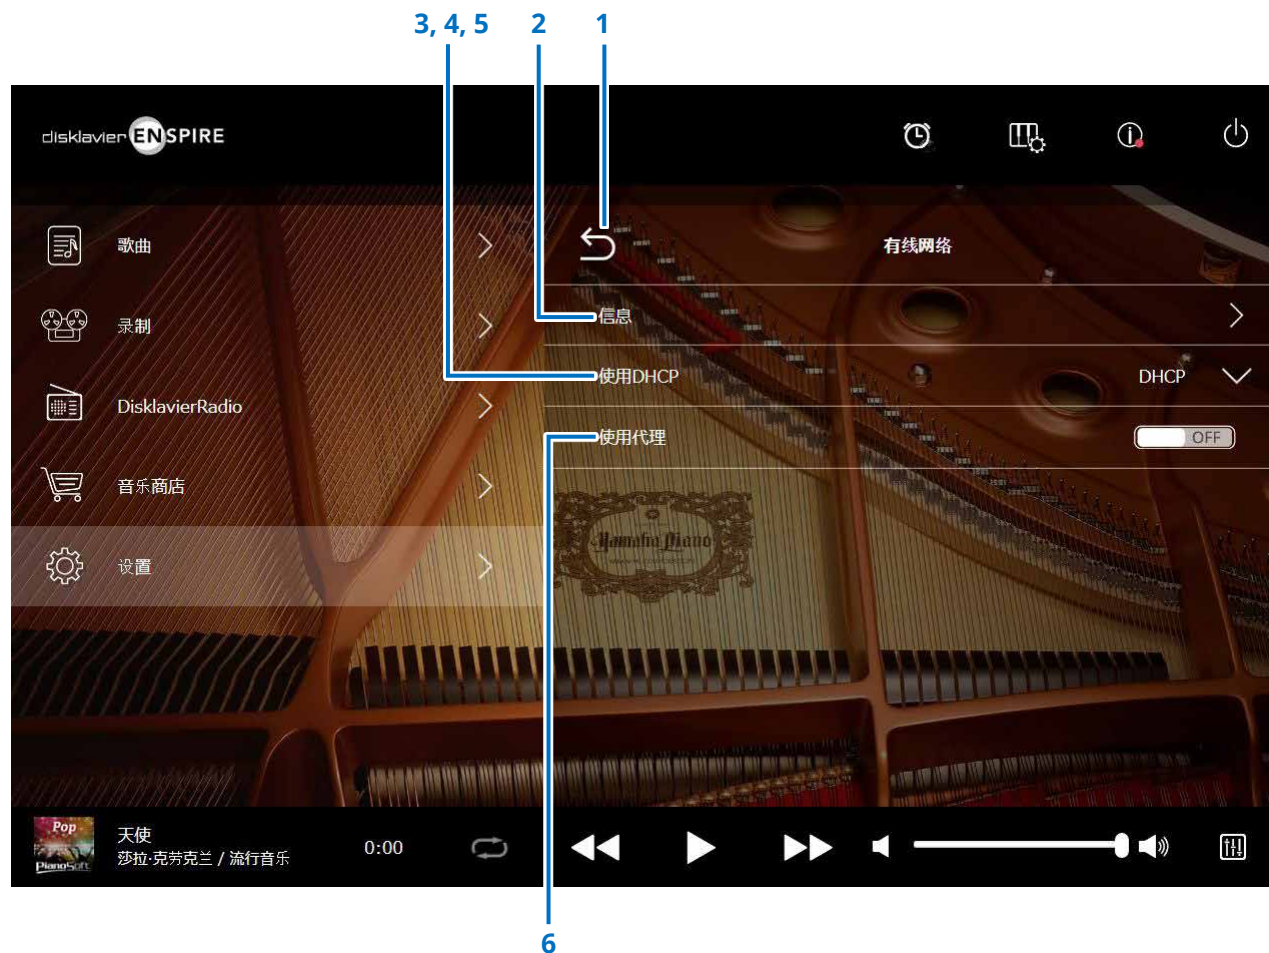 3, 4, 5 2 1
disklavier ENSPIRE
歌曲
录制
DisklavierRadio
音乐商店
设置
有线网络
信息
使用DHCP DHCP
使用代理 OFF
Yamaha Piano
Pop
PianoSoft
天使
莎拉·克劳克兰 / 流行音乐
0:00
6